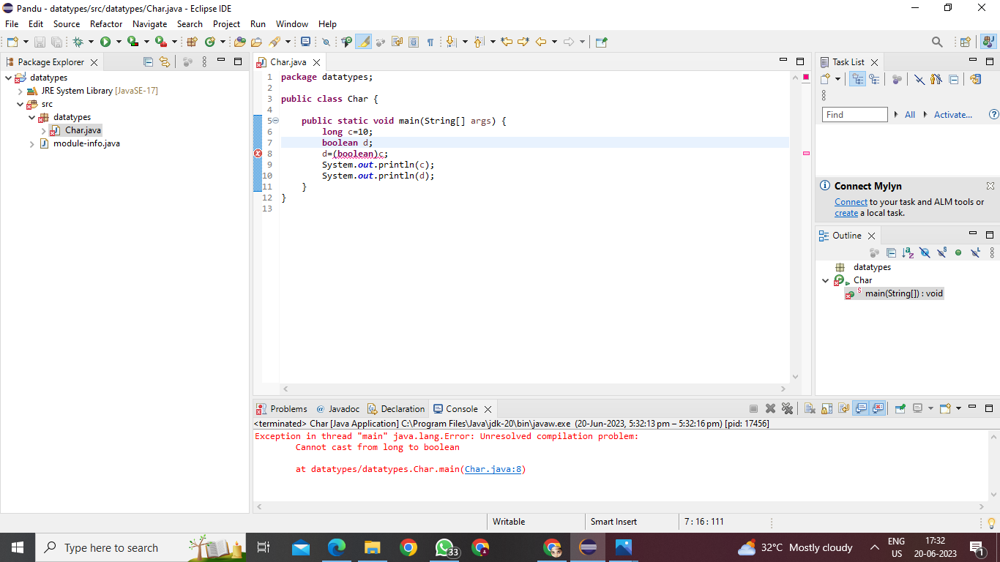 Pandu - datatypes/src/datatypes/Char.java - Eclipse IDE
File Edit Source Refactor Navigate Search Project Run Window Help
Package Explorer
datatypes
JRE System Library [JavaSE-17]
src
datatypes
Char.java
module-info.java
Char.java
1 package datatypes;
2
3 public class Char {
4
5 public static void main(String[] args) {
6 long c=10;
7 boolean d;
8 d=(boolean)c;
9 System.out.println(c);
10 System.out.println(d);
11 }
12 }
13
Task List
Find All Activate...
Connect Mylyn
Connect to your task and ALM tools or
create a local task.
Outline
datatypes
Char
main(String[]) : void
Problems @ Javadoc Declaration Console
<terminated> Char [Java Application] C:\Program Files\Java\jdk-20\bin\javaw.exe (20-Jun-2023, 5:32:13 pm – 5:32:16 pm) [pid: 17456]
Exception in thread "main" java.lang.Error: Unresolved compilation problem:
Cannot cast from long to boolean
at datatypes/datatypes.Char.main(Char.java:8)
Writable Smart Insert 7 : 16 : 111
Type here to search
33
32°C Mostly cloudy
ENG
US
17:32
20-06-2023
1